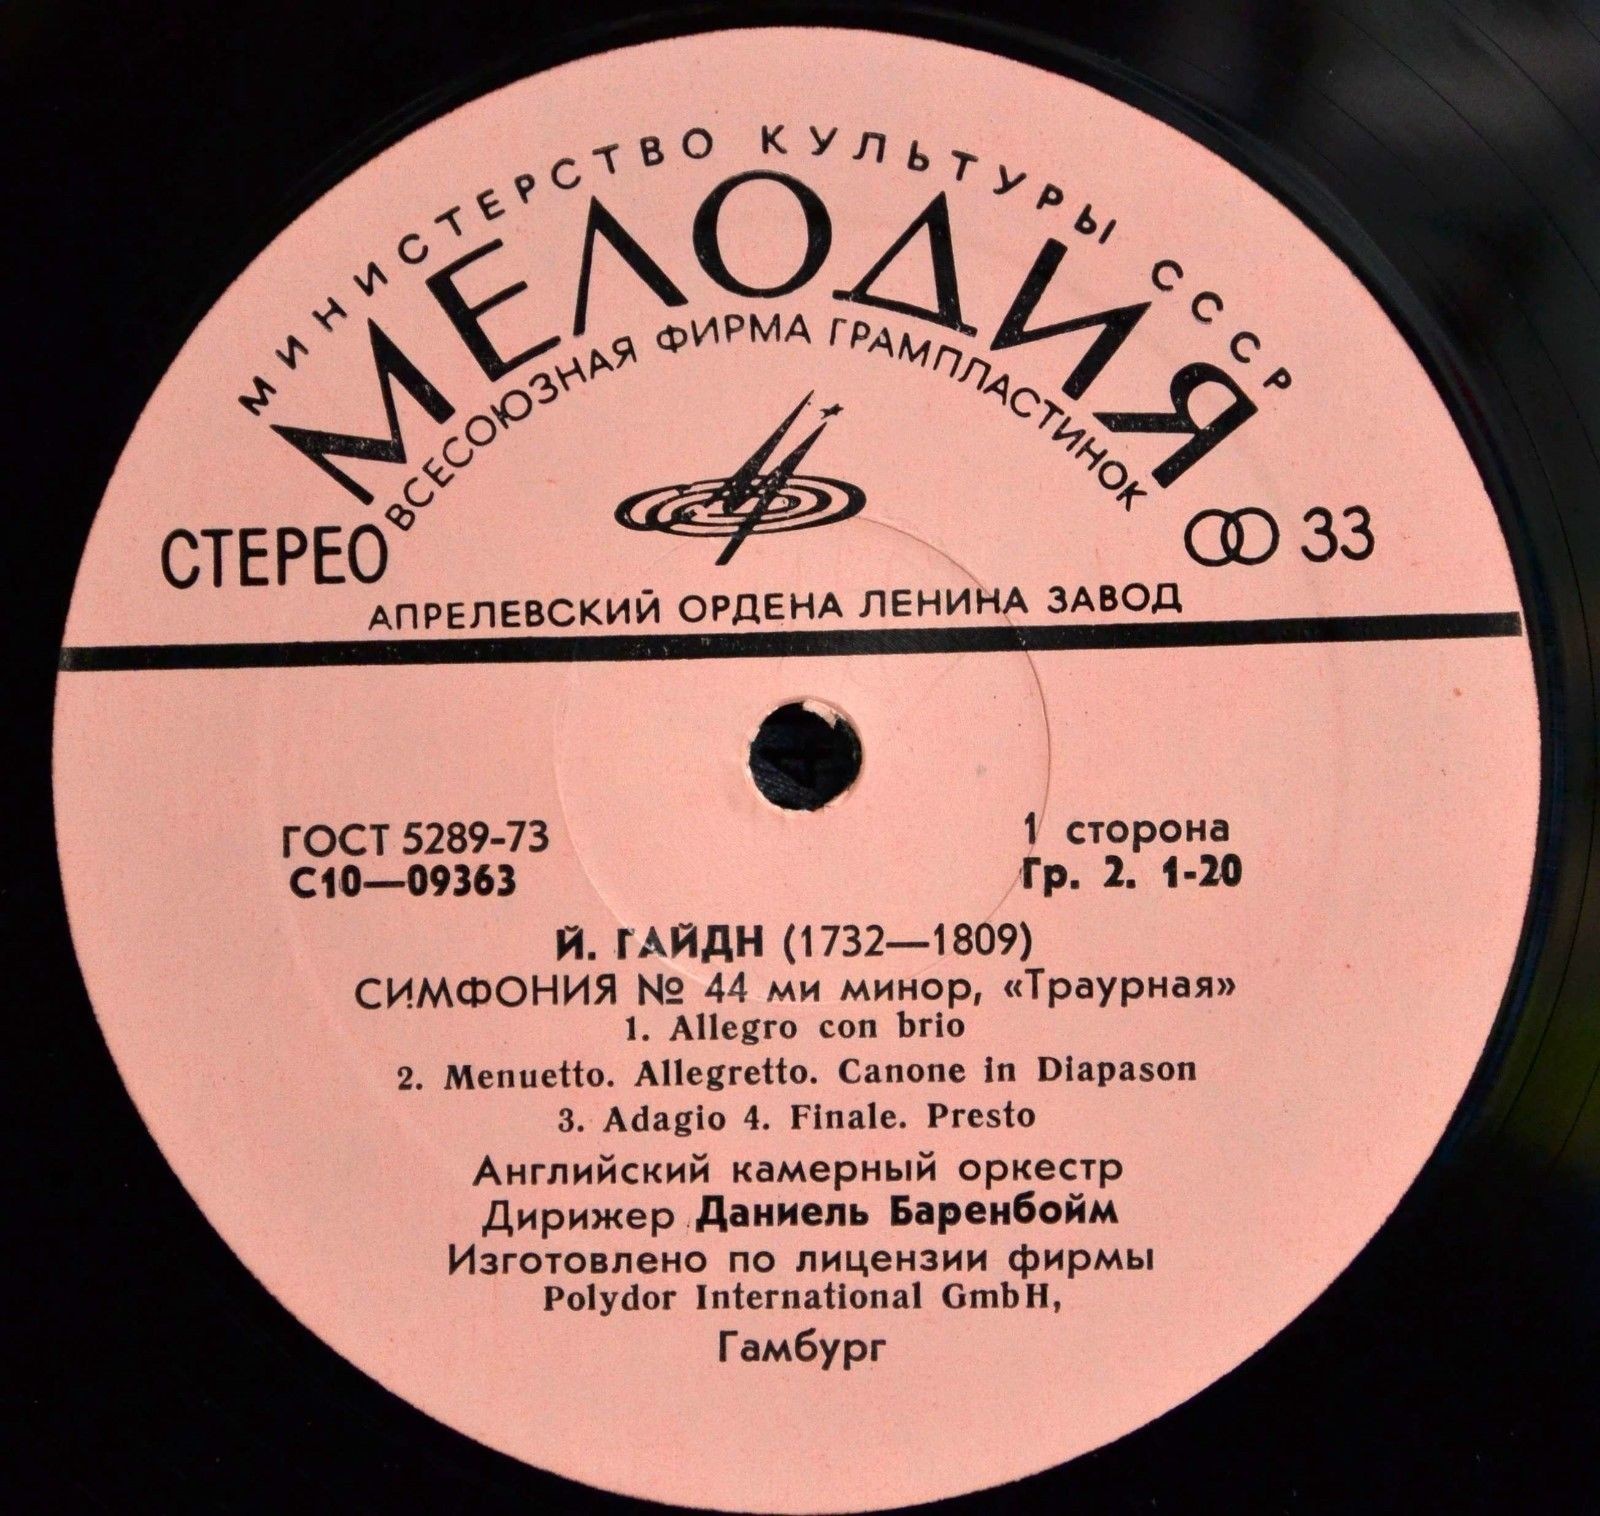 МИНИСТЕРСТВО КУЛЬТУРЫ СССР
МЕЛОДИЯ
ВСЕСОЮЗНАЯ ФИРМА ГРАМПЛАСТИНОК
СТЕРЕО
33
АПРЕЛЕВСКИЙ ОРДЕНА ЛЕНИНА ЗАВОД
ГОСТ 5289-73
1 сторона
С10—09363
Гр. 2. 1-20
Й. ГАЙДН (1732—1809)
СИМФОНИЯ № 44 ми минор, «Траурная»
1. Allegro con brio
2. Menuetto. Allegretto. Canone in Diapason
3. Adagio 4. Finale. Presto
Английский камерный оркестр
Дирижер Даниель Баренбойм
Изготовлено по лицензии фирмы
Polydor International GmbH,
Гамбург